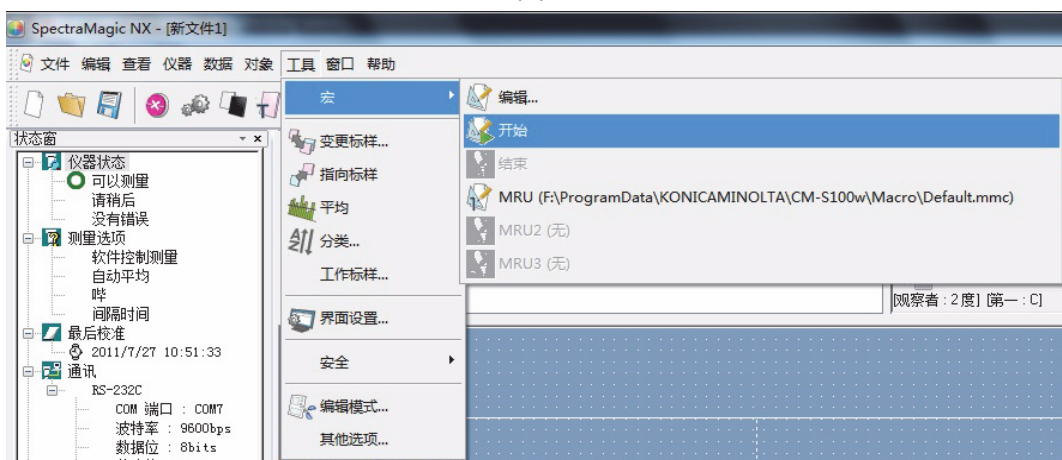 SpectraMagic NX - [新文件1]
文件 编辑 查看 仪器 数据 对象 工具 窗口 帮助
状态窗
仪器状态
可以测量
请稍后
没有错误
测量选项
软件控制测量
自动平均
哔
间隔时间
最后校准
2011/7/27 10:51:33
通讯
RS-232C
COM 端口 : COM7
波特率 : 9600bps
数据位 : 8bits
宏
变更标样...
指向标样
平均
分类...
工作标样...
界面设置...
安全
编辑模式...
其他选项...
编辑...
开始
结束
MRU (F:\ProgramData\KONICAMINOLTA\CM-S100w\Macro\Default.mmc)
MRU2 (无)
MRU3 (无)
[观察者 : 2度] [第一 : C]